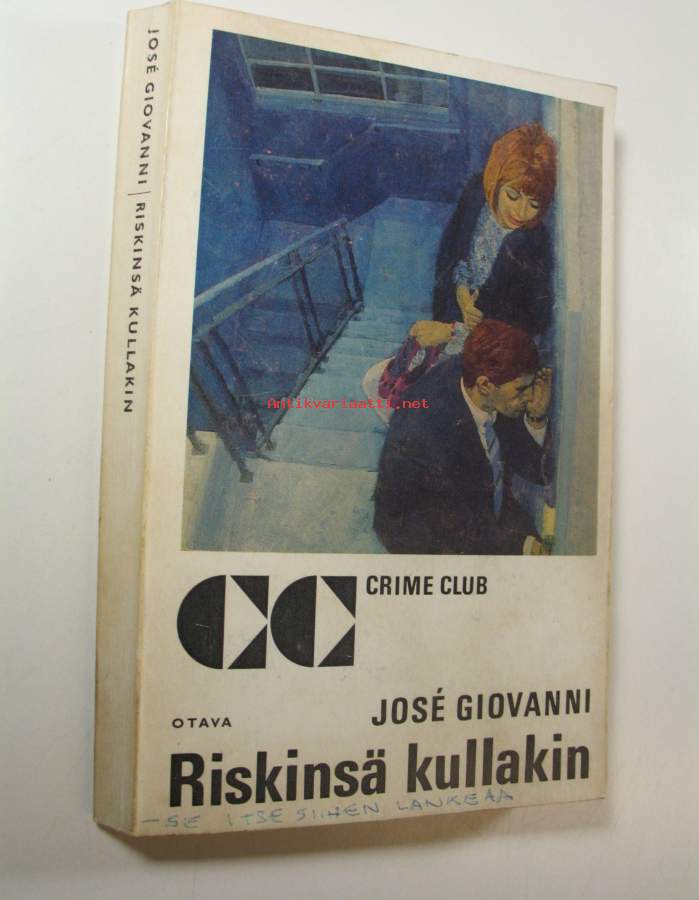 JOSÉ GIOVANNI / RISKINSÄ KULLAKIN
Antikvariaatti.net
CC CRIME CLUB
OTAVA
JOSÉ GIOVANNI
Riskinsä kullakin
- SE ITSE SIIHEN LANKEAA